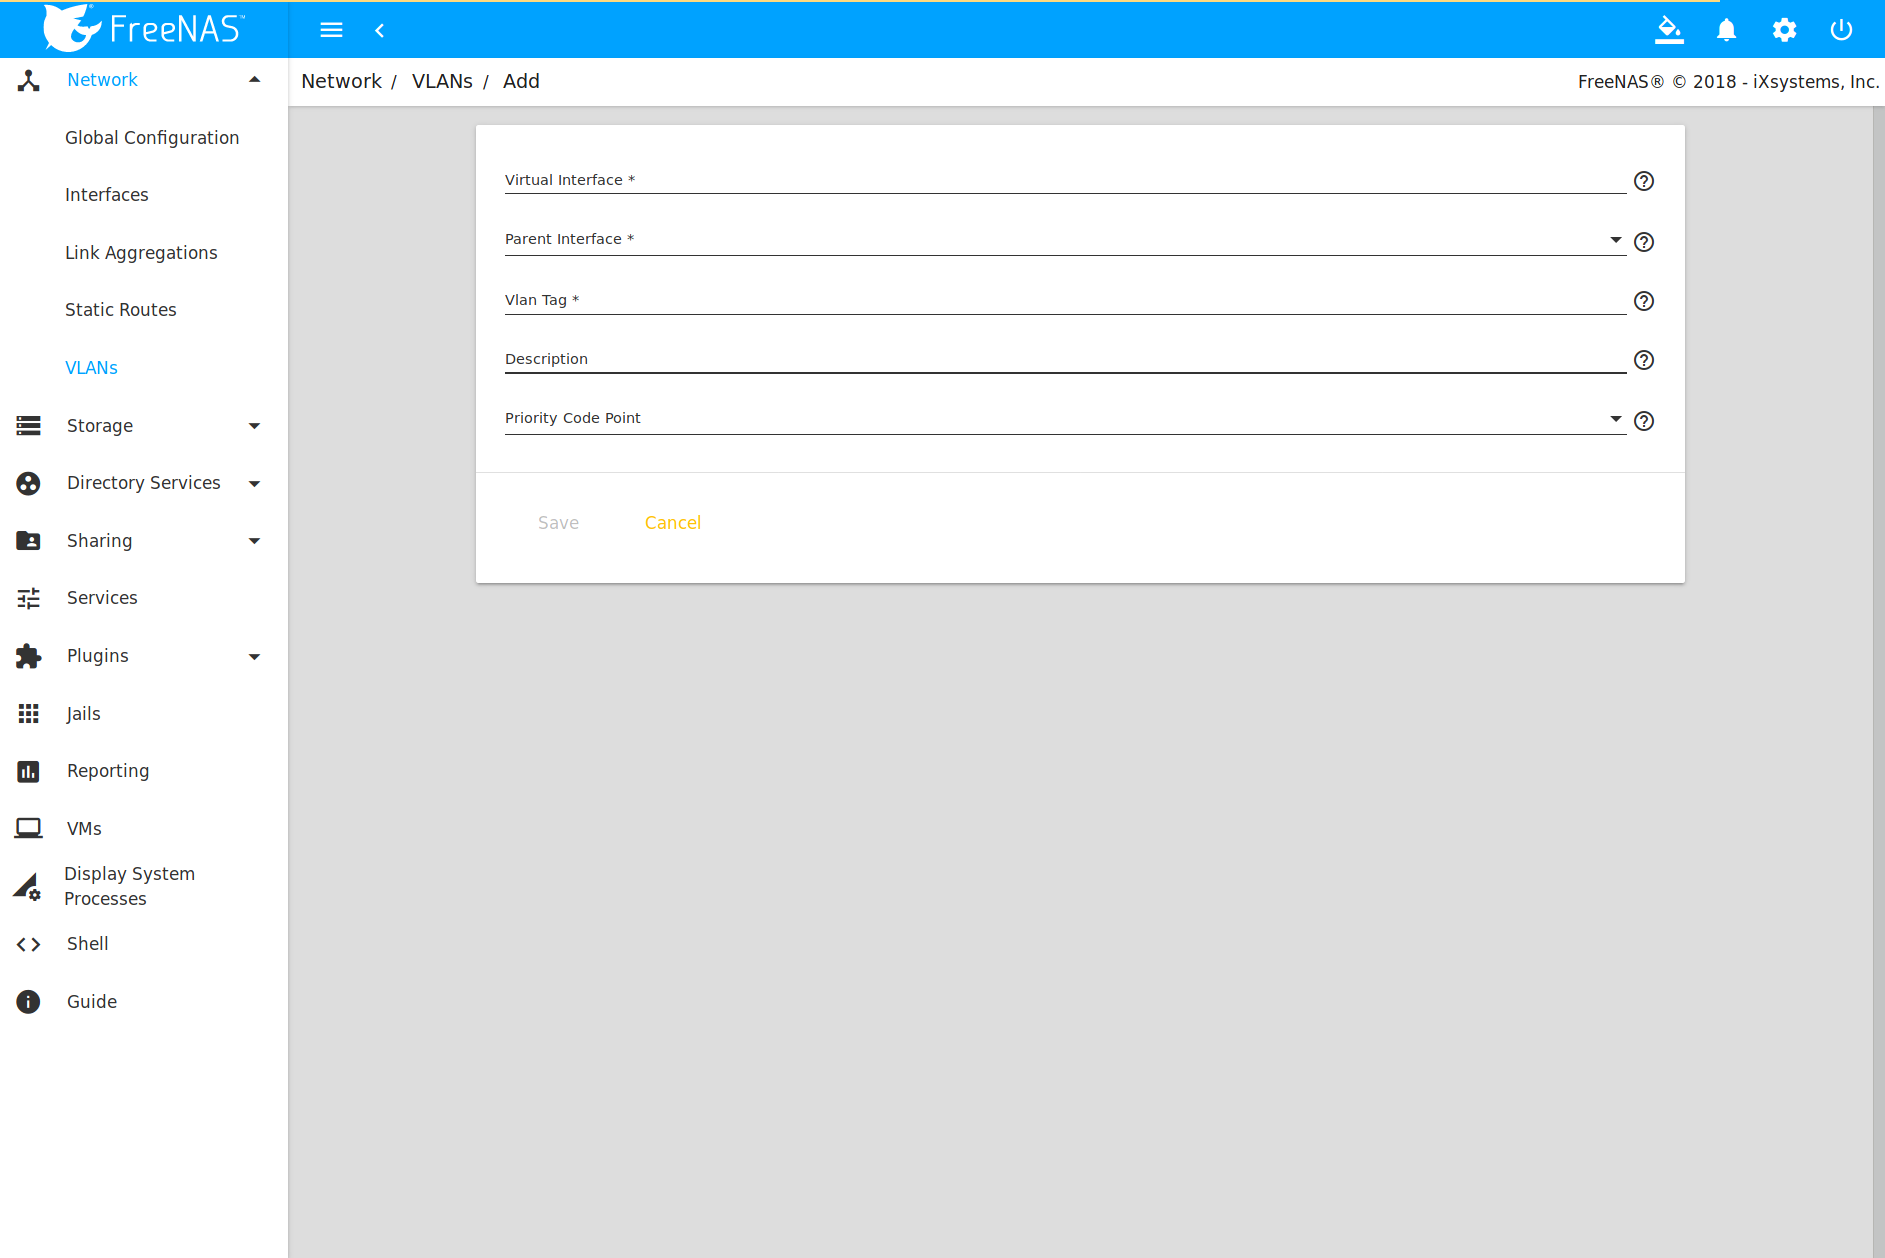 FreeNAS™
Network / VLANs / Add
FreeNAS® © 2018 - iXsystems, Inc.
Network
Global Configuration
Interfaces
Link Aggregations
Static Routes
VLANs
Storage
Directory Services
Sharing
Services
Plugins
Jails
Reporting
VMs
Display System
Processes
Shell
Guide
Virtual Interface *
Parent Interface *
Vlan Tag *
Description
Priority Code Point
Save Cancel